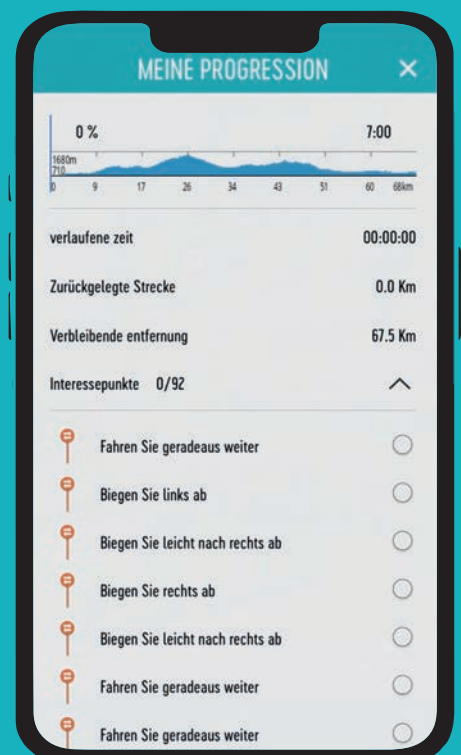 MEINE PROGRESSION ×
0 % 7:00
1680m
710
0 9 17 26 34 43 51 60 68km
verlaufene zeit 00:00:00
Zurückgelegte Strecke 0.0 Km
Verbleibende entfernung 67.5 Km
Interessepunkte 0/92
Fahren Sie geradeaus weiter
Biegen Sie links ab
Biegen Sie leicht nach rechts ab
Biegen Sie rechts ab
Biegen Sie leicht nach rechts ab
Fahren Sie geradeaus weiter
Fahren Sie geradeaus weiter